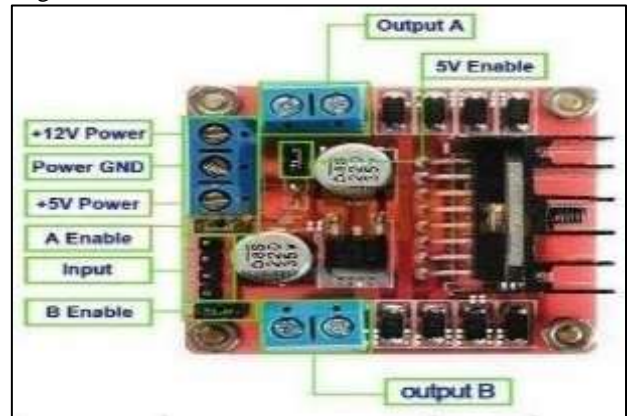 Output A
5V Enable
+12V Power
Power GND
+5V Power
A Enable
Input
B Enable
output B